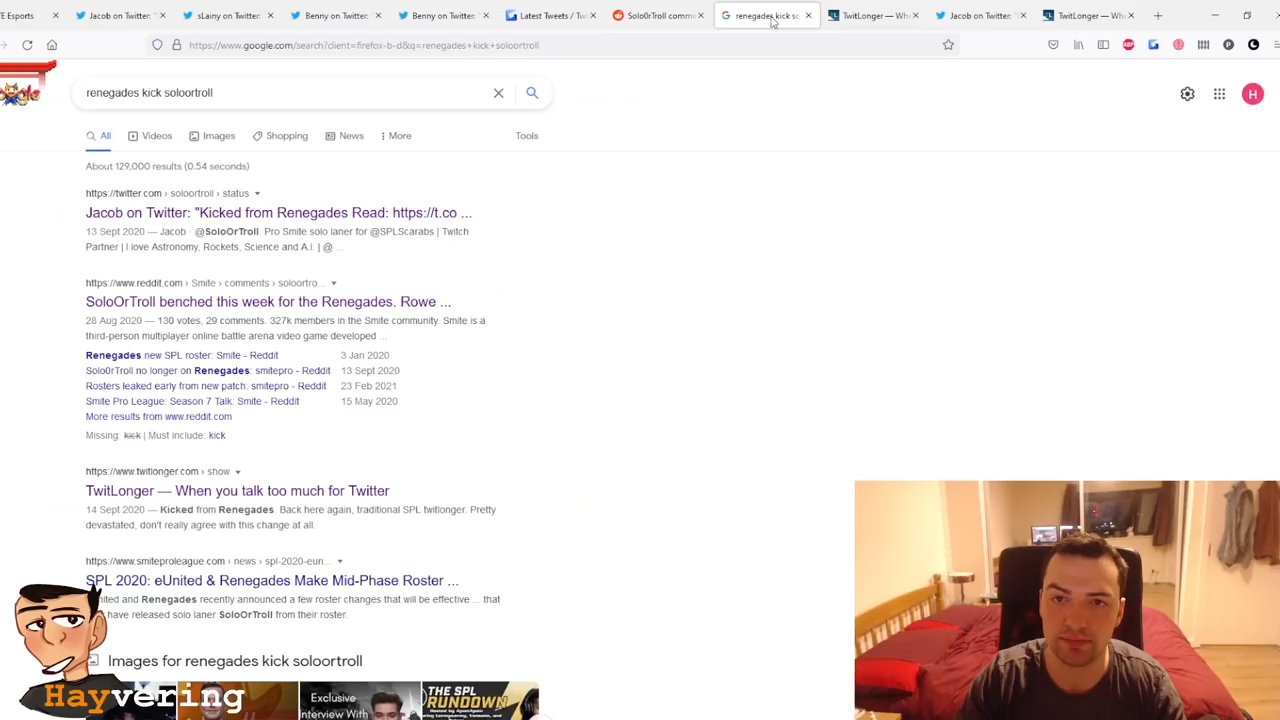 TE Esports
Jacob on Twitter: "
sLainy on Twitter:
Benny on Twitter:
Benny on Twitter:
Latest Tweets / Twi
Solo0rTroll comme
renegades kick so
TwitLonger — Whe
Jacob on Twitter: "
TwitLonger — Whe
https://www.google.com/search?client=firefox-b-d&q=renegades+kick+soloortroll
renegades kick soloortroll
H
All Videos Images Shopping News More Tools
About 129,000 results (0.54 seconds)
https://twitter.com › soloortroll › status
Jacob on Twitter: "Kicked from Renegades Read: https://t.co ...
13 Sept 2020 — Jacob · @SoloOrTroll. Pro Smite solo laner for @SPLScarabs | Twitch
Partner | I love Astronomy, Rockets, Science and A.I. | @ ...
https://www.reddit.com › Smite › comments › soloortro...
SoloOrTroll benched this week for the Renegades. Rowe ...
28 Aug 2020 — 130 votes, 29 comments. 327k members in the Smite community. Smite is a
third-person multiplayer online battle arena video game developed ...
Renegades new SPL roster: Smite - Reddit 3 Jan 2020
Solo0rTroll no longer on Renegades: smitepro - Reddit 13 Sept 2020
Rosters leaked early from new patch: smitepro - Reddit 23 Feb 2021
Smite Pro League: Season 7 Talk: Smite - Reddit 15 May 2020
More results from www.reddit.com
Missing: kick | Must include: kick
https://www.twitlonger.com › show
TwitLonger — When you talk too much for Twitter
14 Sept 2020 — Kicked from Renegades. Back here again, traditional SPL twitlonger. Pretty
devastated, don't really agree with this change at all.
https://www.smiteproleague.com › news › spl-2020-eun...
SPL 2020: eUnited & Renegades Make Mid-Phase Roster ...
nited and Renegades recently announced a few roster changes that will be effective ... that
have released solo laner SoloOrTroll from their roster.
Images for renegades kick soloortroll
Exclusive
Interview With
THE SPL
RUNDOWN
Hayvering